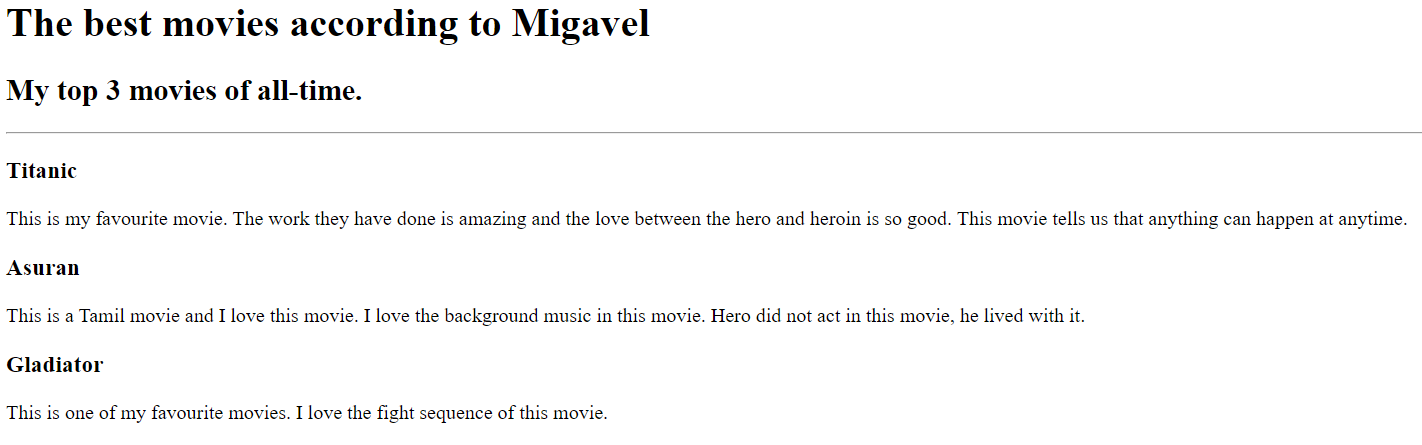 The best movies according to Migavel
My top 3 movies of all-time.
Titanic
This is my favourite movie. The work they have done is amazing and the love between the hero and heroin is so good. This movie tells us that anything can happen at anytime.
Asuran
This is a Tamil movie and I love this movie. I love the background music in this movie. Hero did not act in this movie, he lived with it.
Gladiator
This is one of my favourite movies. I love the fight sequence of this movie.